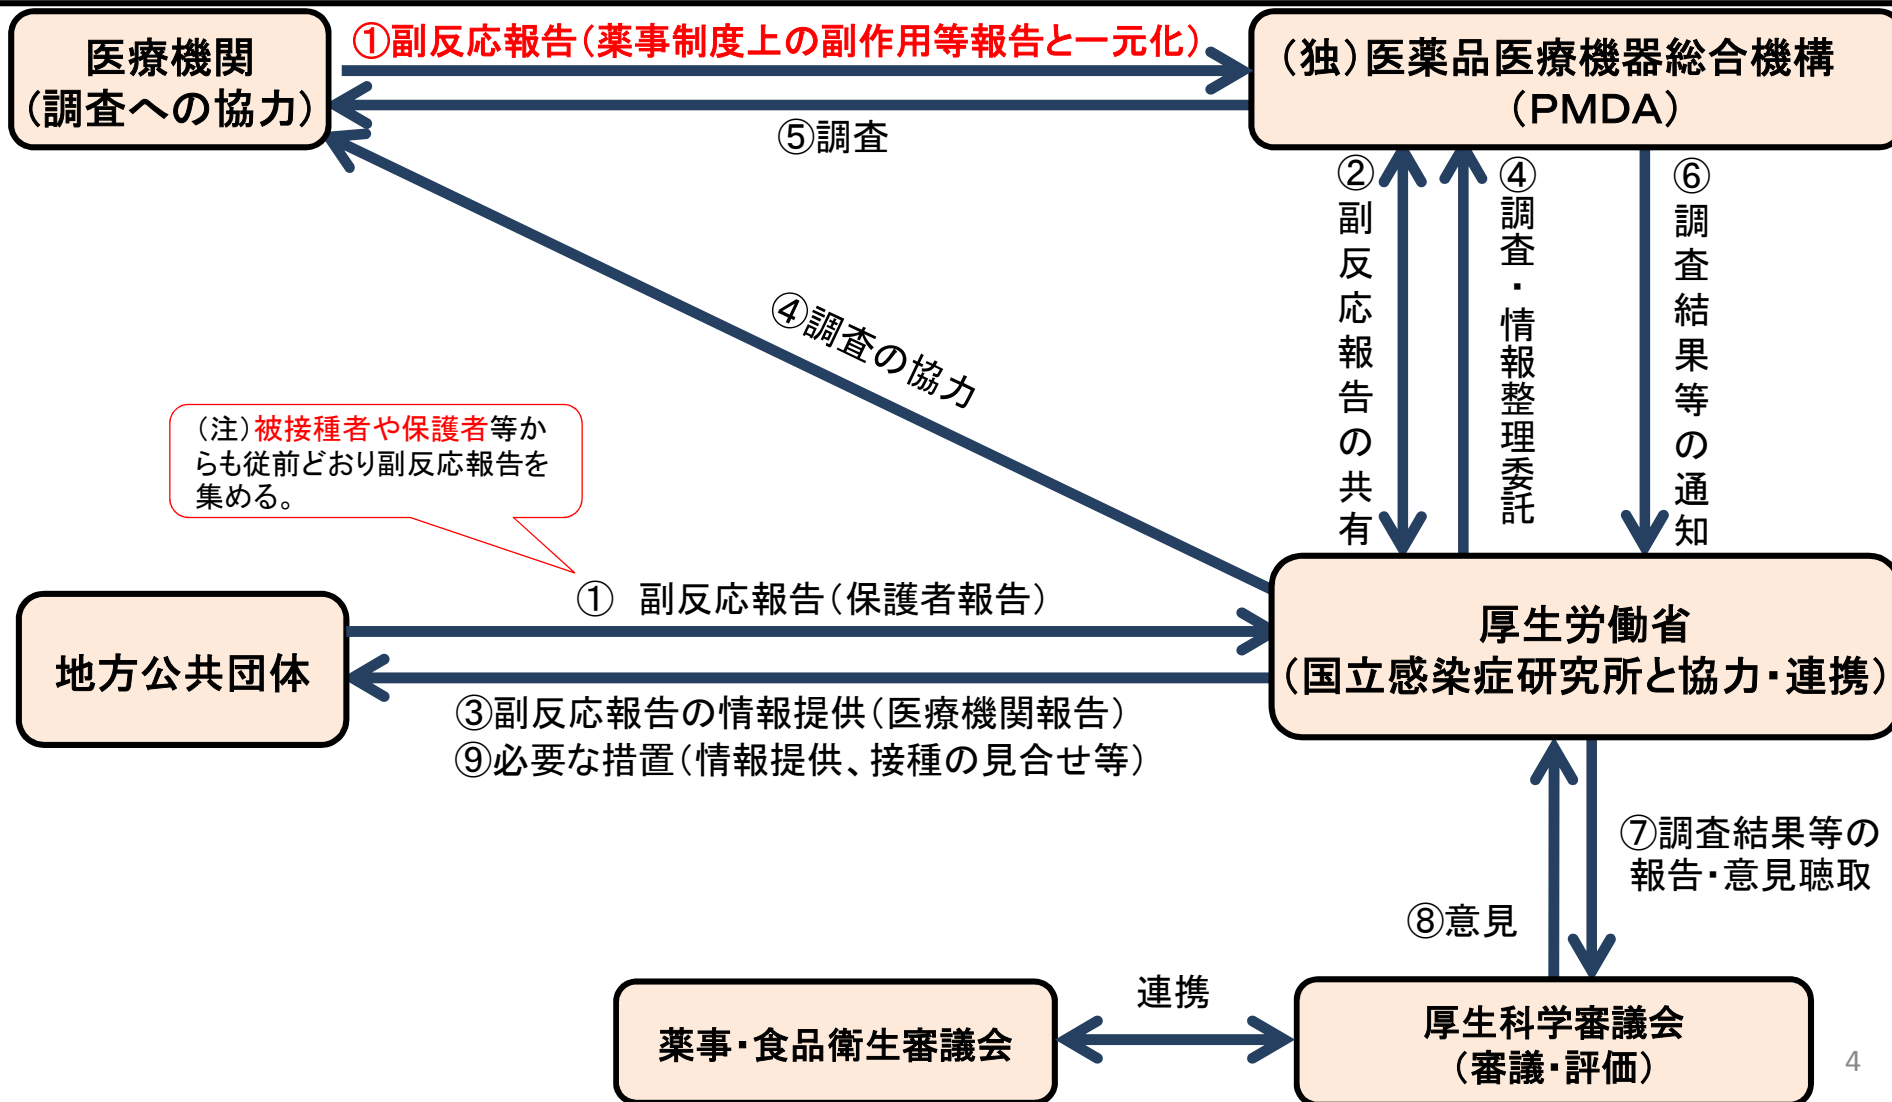 医療機関
(調査への協力)
①副反応報告(薬事制度上の副作用等報告と一元化)
(独)医薬品医療機器総合機構
(PMDA)
⑤調査
②副反応報告の共有
④調査・情報整理委託
⑥調査結果等の通知
④調査の協力
(注)被接種者や保護者等か
らも従前どおり副反応報告を
集める。
① 副反応報告(保護者報告)
地方公共団体
厚生労働省
(国立感染症研究所と協力・連携)
③副反応報告の情報提供(医療機関報告)
⑨必要な措置(情報提供、接種の見合せ等)
⑦調査結果等の
報告・意見聴取
⑧意見
連携
薬事・食品衛生審議会
厚生科学審議会
(審議・評価)
4